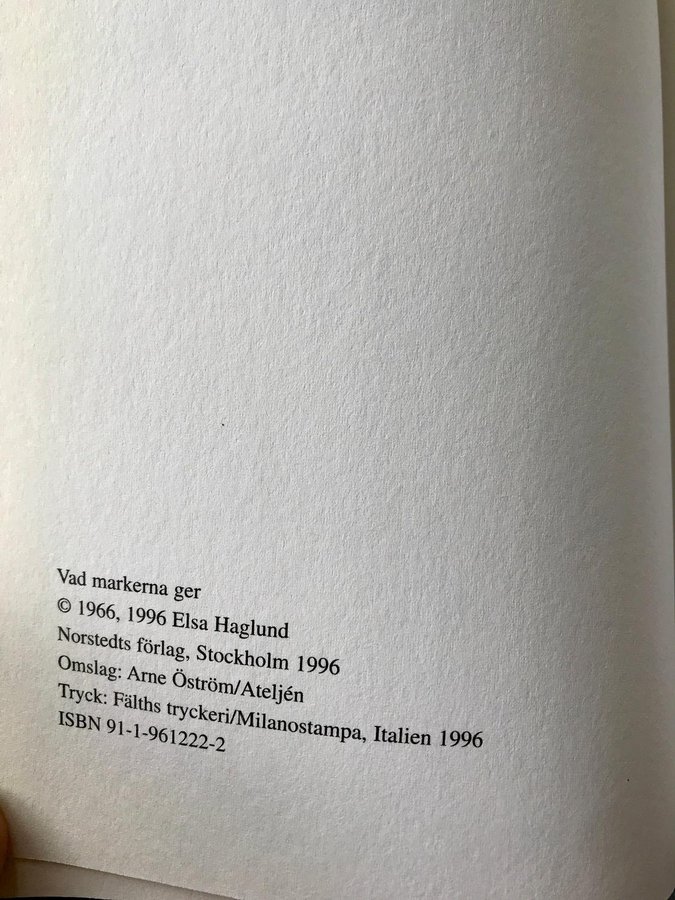 Vad markerna ger
© 1966, 1996 Elsa Haglund
Norstedts förlag, Stockholm 1996
Omslag: Arne Öström/Ateljén
Tryck: Fälths tryckeri/Milanostampa, Italien 1996
ISBN 91-1-961222-2